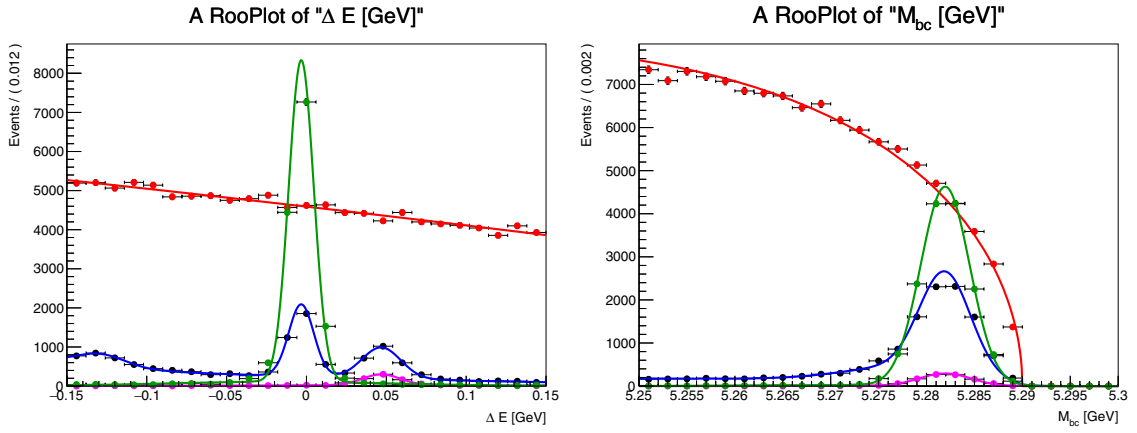 A RooPlot of "Δ E [GeV]"
Events / ( 0.012 )
8000
7000
6000
5000
4000
3000
2000
1000
0
−0.15 −0.1 −0.05 0 0.05 0.1 0.15
Δ E [GeV]
A RooPlot of "M_bc [GeV]"
Events / ( 0.002 )
7000
6000
5000
4000
3000
2000
1000
0
5.25 5.255 5.26 5.265 5.27 5.275 5.28 5.285 5.29 5.295 5.3
M_bc [GeV]